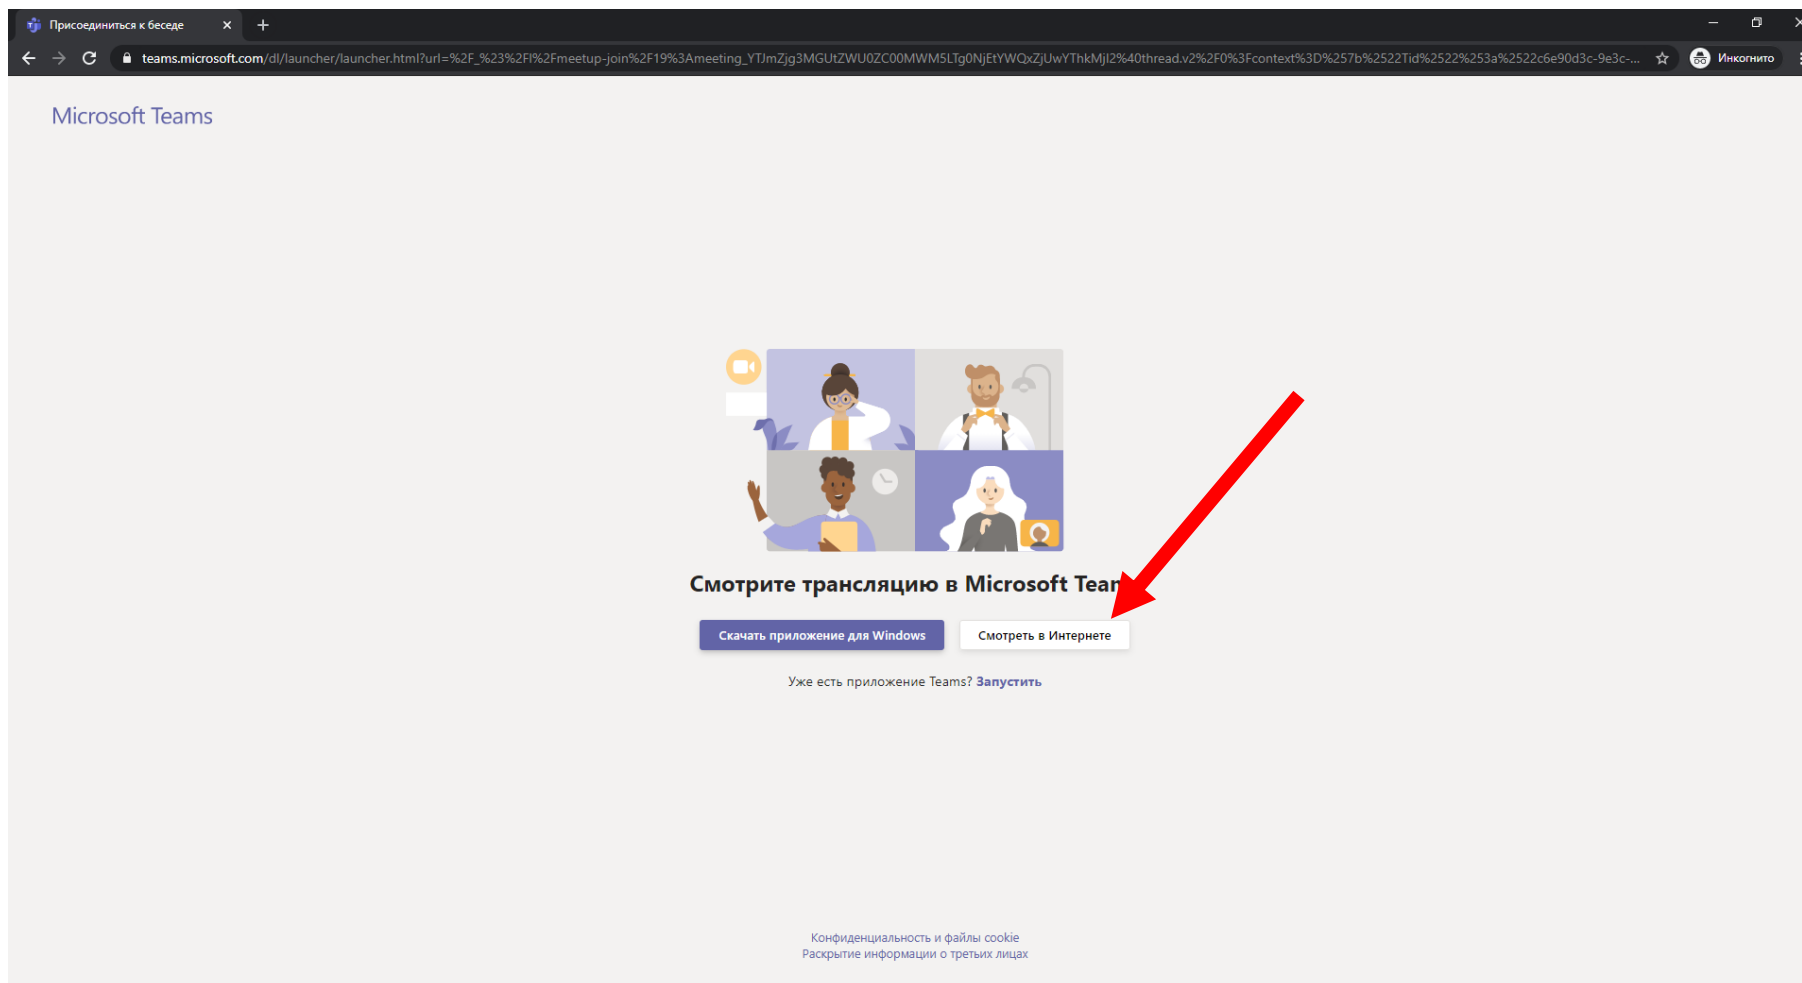 Присоединиться к беседе
teams.microsoft.com/dl/launcher/launcher.html?url=%2F_%23%2Fl%2Fmeetup-join%2F19%3Ameeting_YTJmZjg3MGUtZWU0ZC00MWM5LTg0NjEtYWQxZjUwYThkMjI2%40thread.v2%2F0%3Fcontext%3D%257b%2522Tid%2522%253a%2522c6e90d3c-9e3c-...
Инкогнито
Microsoft Teams
Смотрите трансляцию в Microsoft Tea
Скачать приложение для Windows
Смотреть в Интернете
Уже есть приложение Teams? Запустить
Конфиденциальность и файлы cookie
Раскрытие информации о третьих лицах